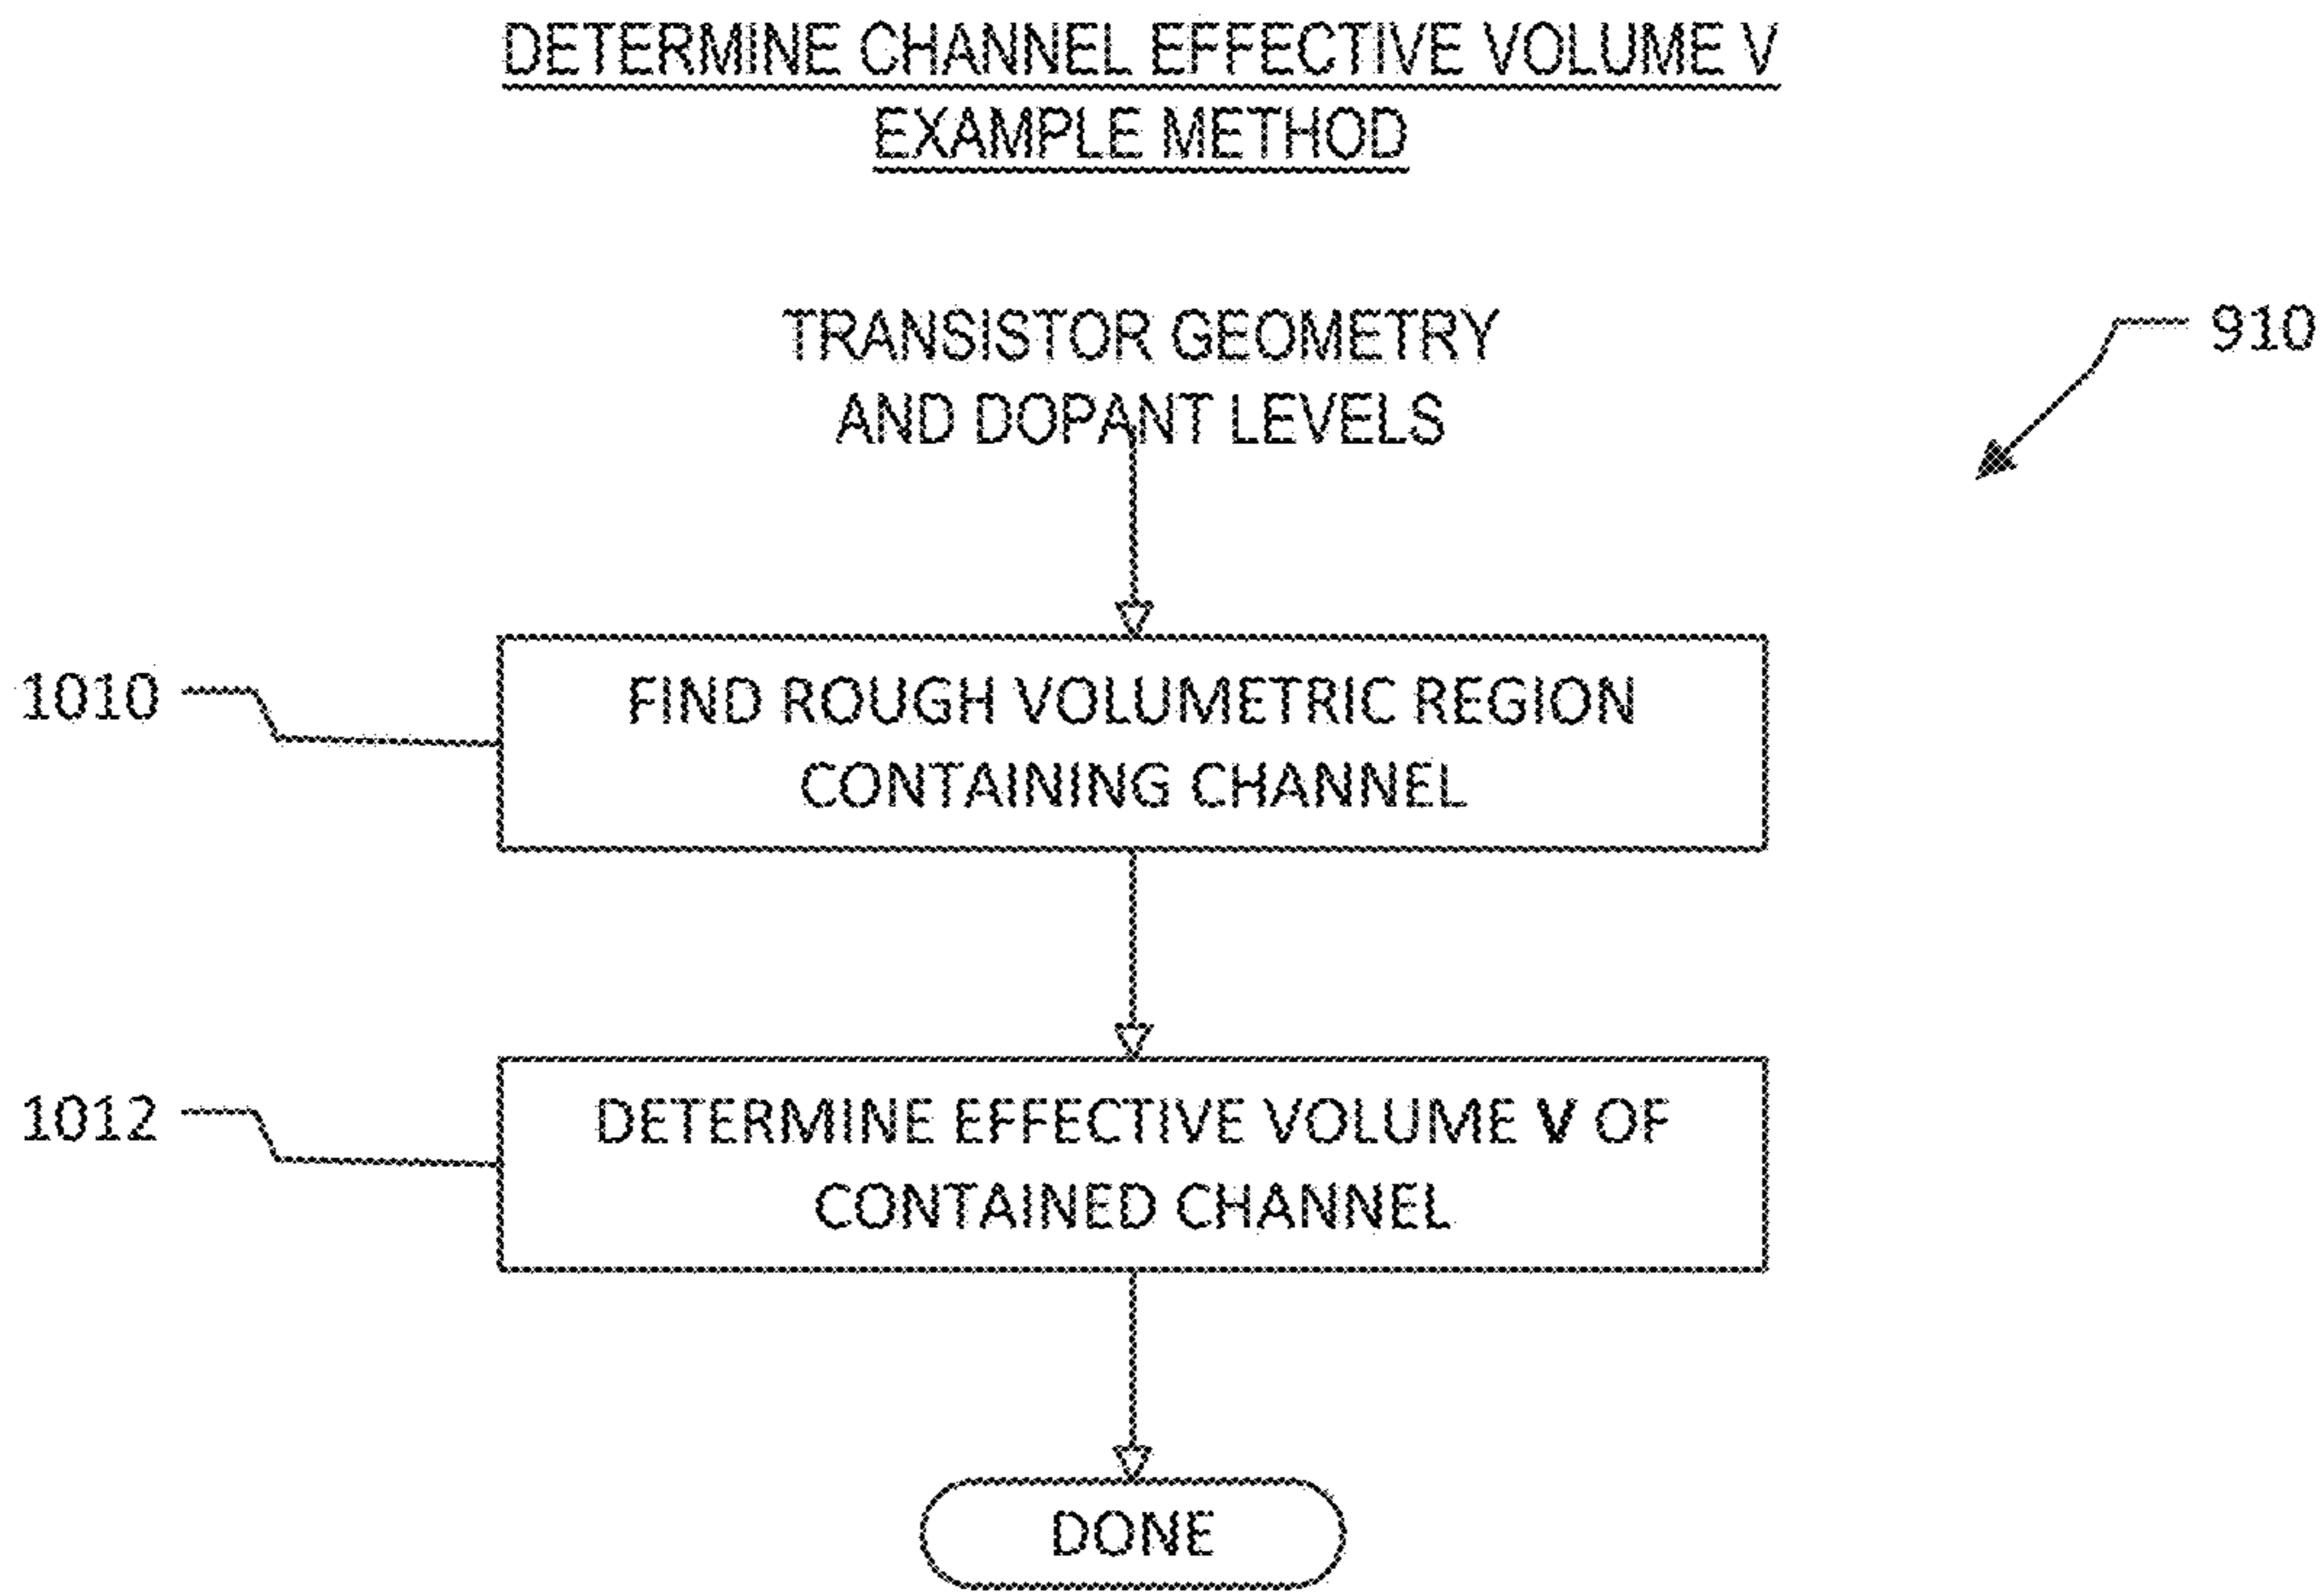 DETERMINE CHANNEL EFFECTIVE VOLUME V
EXAMPLE METHOD
TRANSISTOR GEOMETRY
AND DOPANT LEVELS
910
1010
FIND ROUGH VOLUMETRIC REGION
CONTAINING CHANNEL
1012
DETERMINE EFFECTIVE VOLUME V OF
CONTAINED CHANNEL
DONE